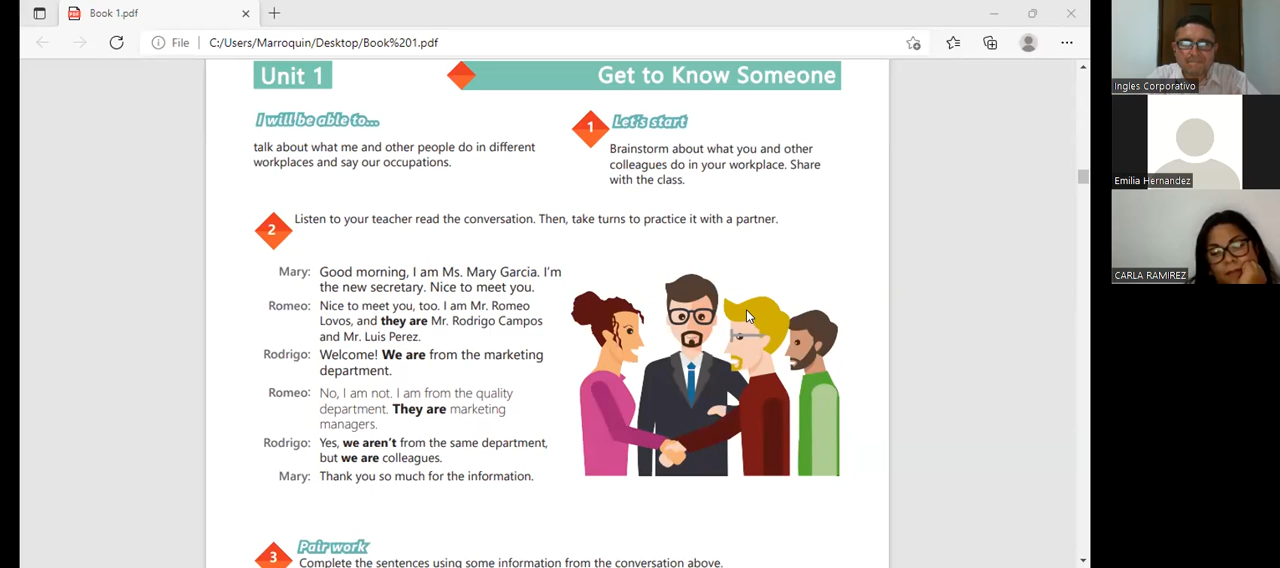 Book 1.pdf
File
C:/Users/Marroquin/Desktop/Book%201.pdf
Unit 1
Get to Know Someone
I will be able to...
talk about what me and other people do in different
workplaces and say our occupations.
1
Let's start
Brainstorm about what you and other
colleagues do in your workplace. Share
with the class.
2
Listen to your teacher read the conversation. Then, take turns to practice it with a partner.
Mary: Good morning, I am Ms. Mary Garcia. I'm
the new secretary. Nice to meet you.
Romeo: Nice to meet you, too. I am Mr. Romeo
Lovos, and they are Mr. Rodrigo Campos
and Mr. Luis Perez.
Rodrigo: Welcome! We are from the marketing
department.
Romeo: No, I am not. I am from the quality
department. They are marketing
managers.
Rodrigo: Yes, we aren't from the same department,
but we are colleagues.
Mary: Thank you so much for the information.
3
Pair work
Complete the sentences using some information from the conversation above.
Ingles Corporativo
Emilia Hernandez
CARLA RAMIREZ